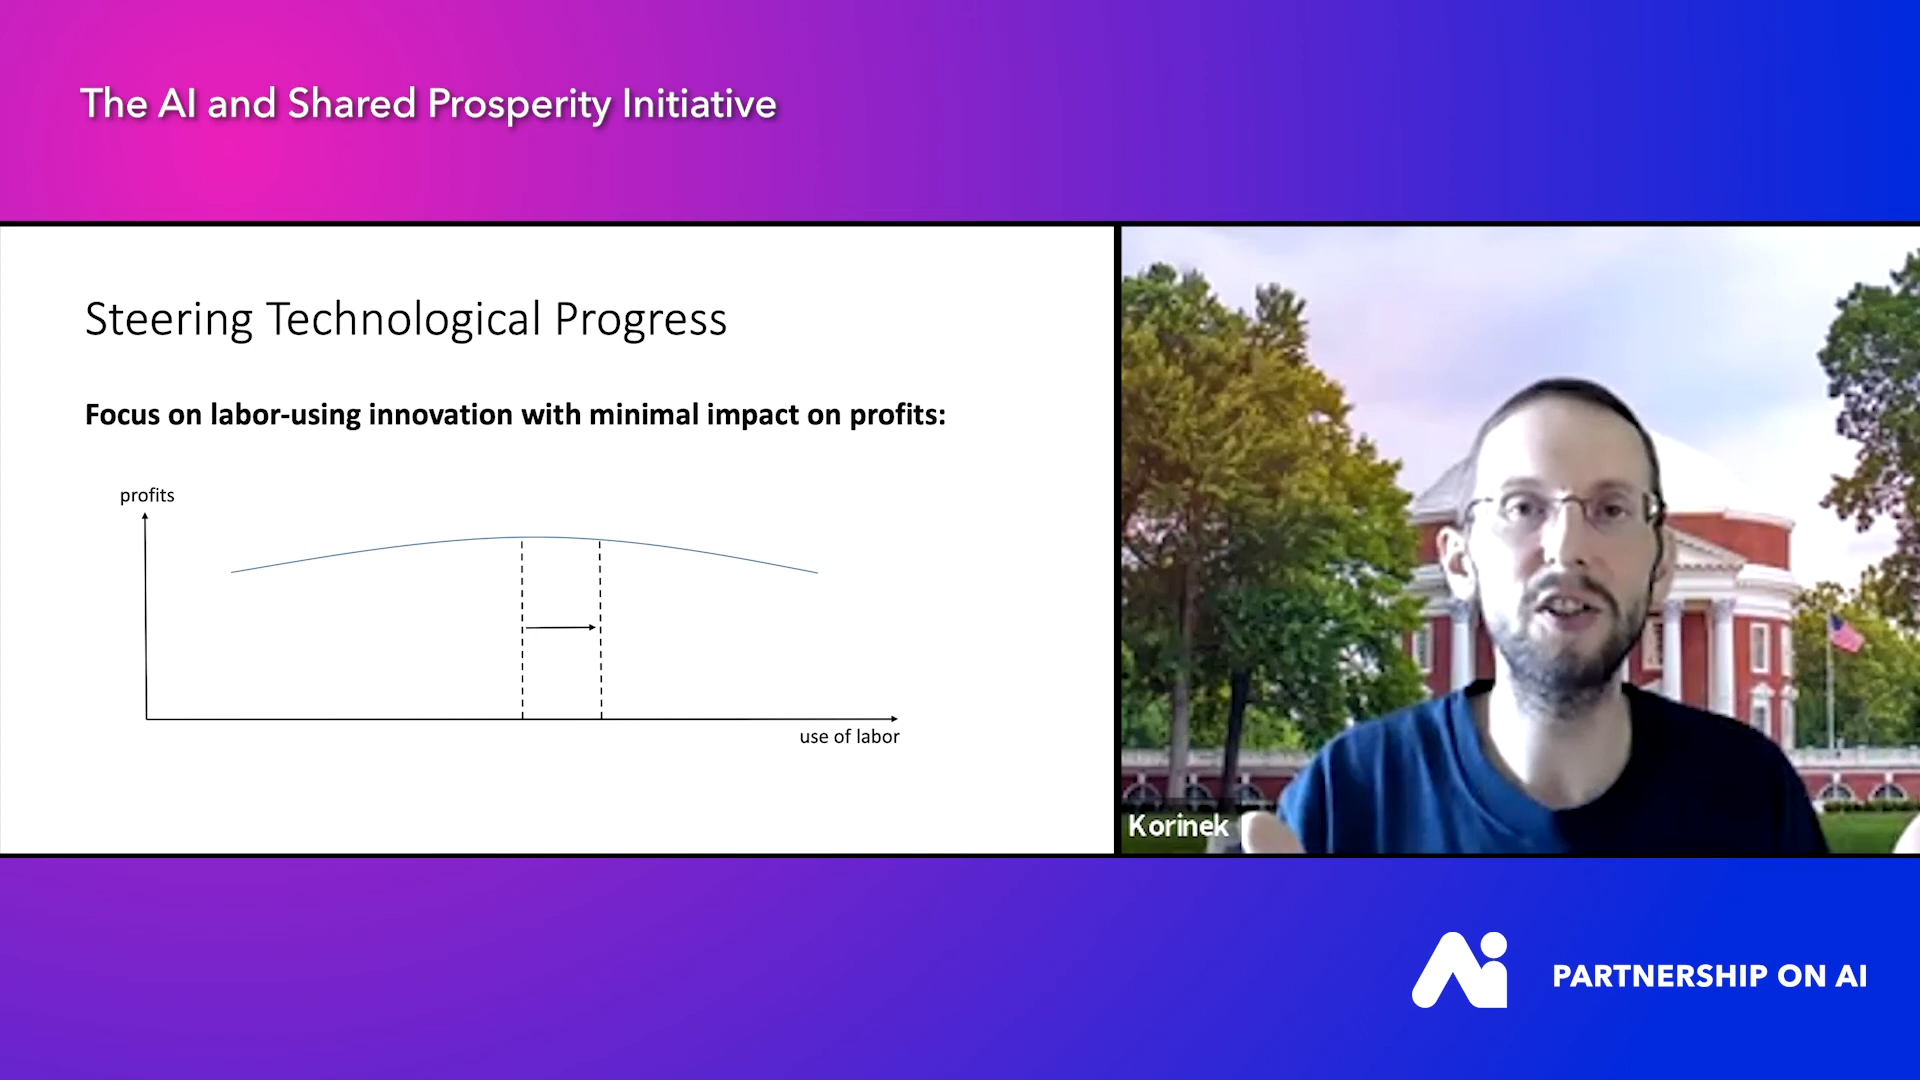 The AI and Shared Prosperity Initiative
Steering Technological Progress
Focus on labor-using innovation with minimal impact on profits:
profits
use of labor
Korinek
PARTNERSHIP ON AI